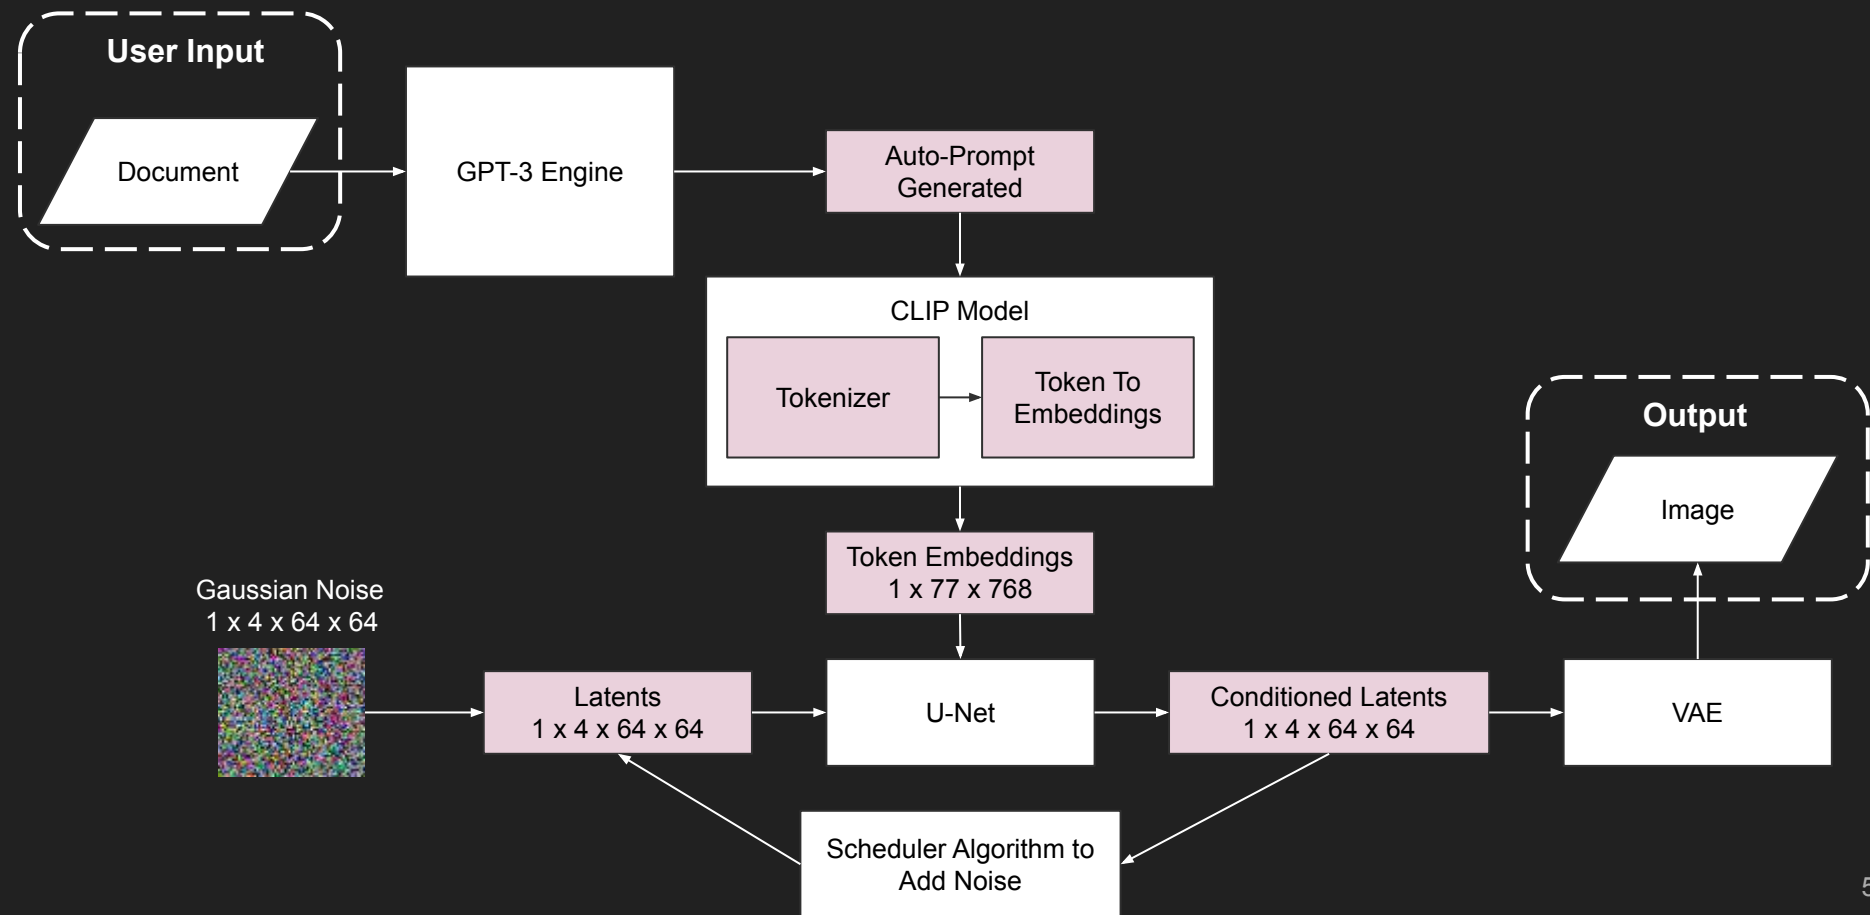 User Input
Document
GPT-3 Engine
Auto-Prompt
Generated
CLIP Model
Tokenizer
Token To
Embeddings
Output
Image
Token Embeddings
1 x 77 x 768
Gaussian Noise
1 x 4 x 64 x 64
Latents
1 x 4 x 64 x 64
U-Net
Conditioned Latents
1 x 4 x 64 x 64
VAE
Scheduler Algorithm to
Add Noise
5